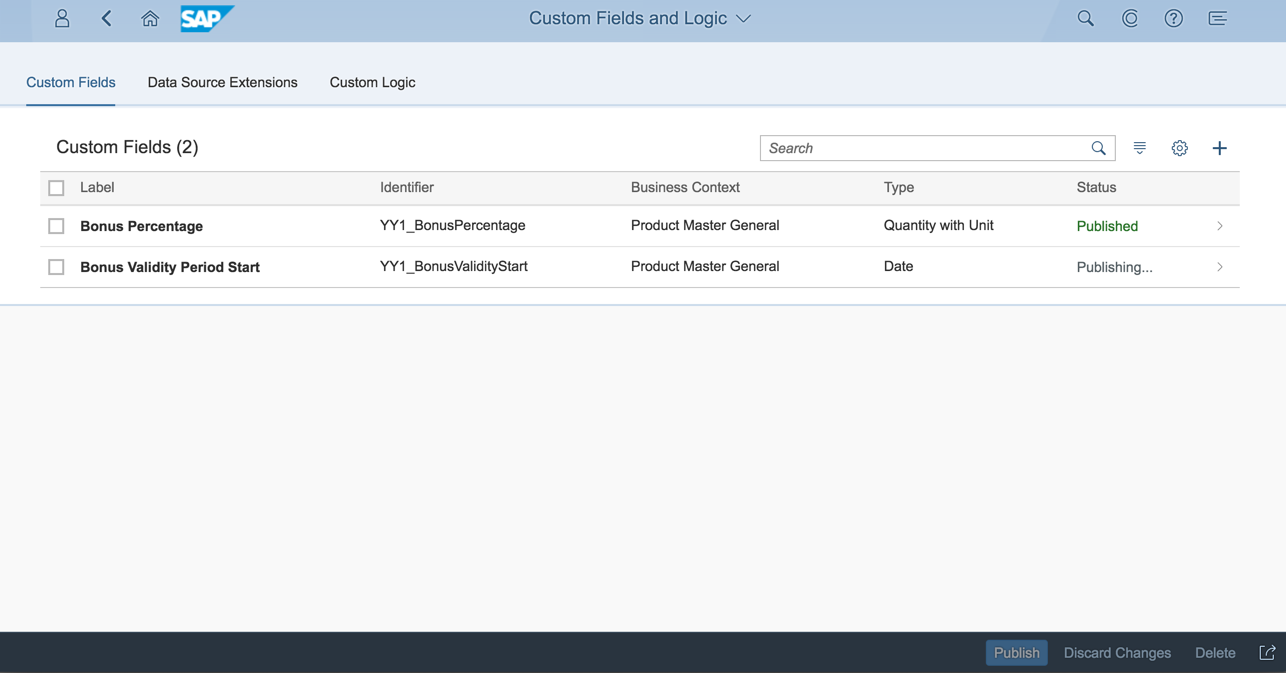 SAP Custom Fields and Logic
Custom Fields Data Source Extensions Custom Logic
Custom Fields (2) Search
Label Identifier Business Context Type Status
Bonus Percentage YY1_BonusPercentage Product Master General Quantity with Unit Published
Bonus Validity Period Start YY1_BonusValidityStart Product Master General Date Publishing...
Publish Discard Changes Delete